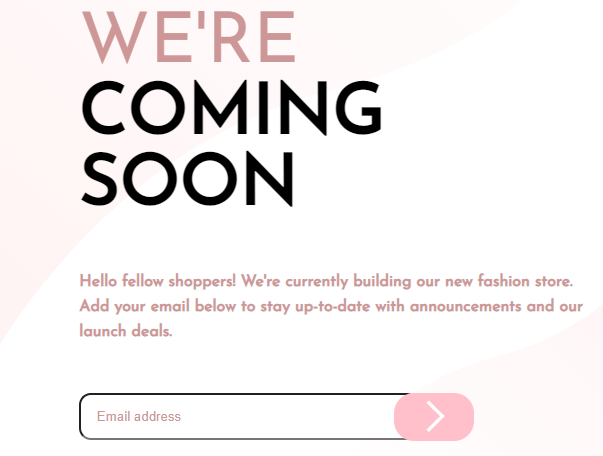 WE'RE
COMING
SOON
Hello fellow shoppers! We're currently building our new fashion store.
Add your email below to stay up-to-date with announcements and our
launch deals.
Email address